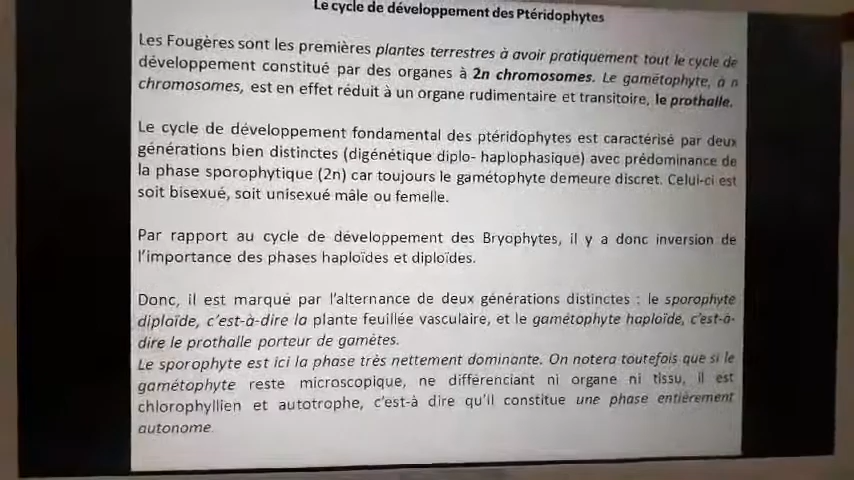 Le cycle de développement des Ptéridophytes
Les Fougères sont les premières plantes terrestres à avoir pratiquement tout le cycle de
développement constitué par des organes à 2n chromosomes. Le gamétophyte, à n
chromosomes, est en effet réduit à un organe rudimentaire et transitoire, le prothalle.
Le cycle de développement fondamental des ptéridophytes est caractérisé par deux
générations bien distinctes (digénétique diplo- haplophasique) avec prédominance de
la phase sporophytique (2n) car toujours le gamétophyte demeure discret. Celui-ci est
soit bisexué, soit unisexué mâle ou femelle.
Par rapport au cycle de développement des Bryophytes, il y a donc inversion de
l'importance des phases haploïdes et diploïdes.
Donc, il est marqué par l'alternance de deux générations distinctes : le sporophyte
diploïde, c'est-à-dire la plante feuillée vasculaire, et le gamétophyte haploïde, c'est-à-
dire le prothalle porteur de gamètes.
Le sporophyte est ici la phase très nettement dominante. On notera toutefois que si le
gamétophyte reste microscopique, ne différenciant ni organe ni tissu, il est
chlorophyllien et autotrophe, c'est-à dire qu'il constitue une phase entièrement
autonome.